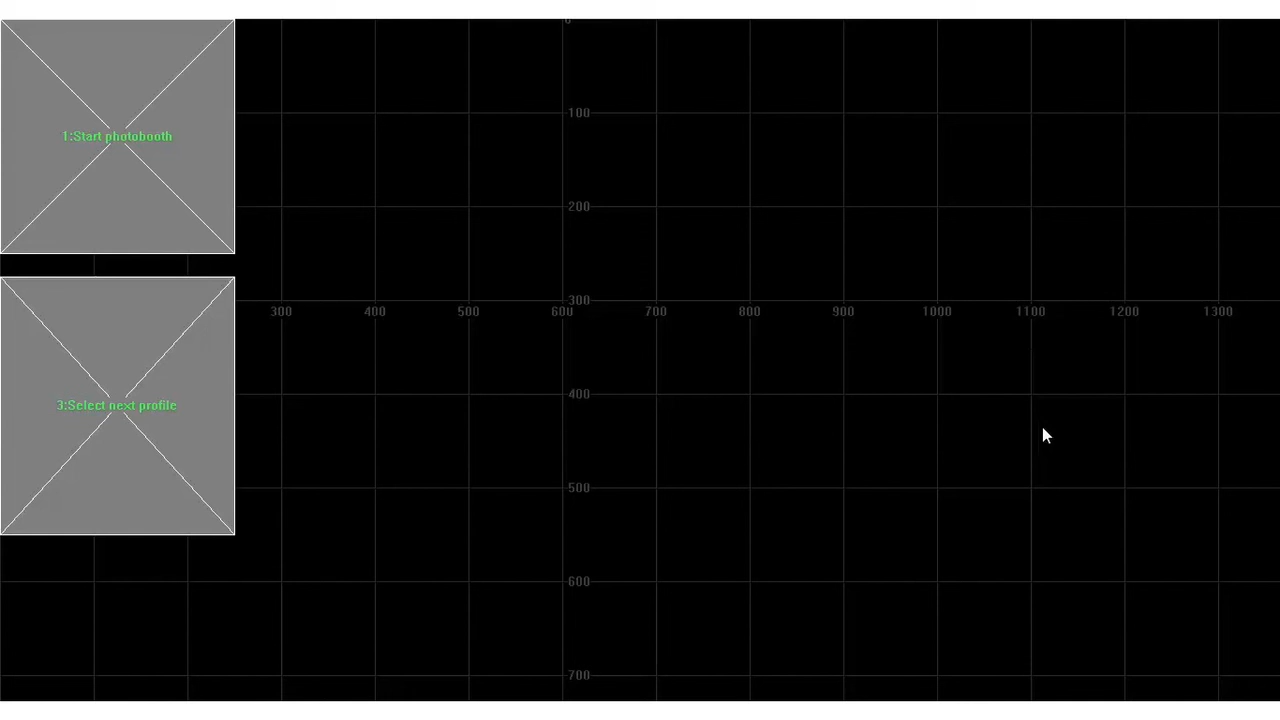 0
100
1:Start photobooth
200
300
300 400 500 600 700 800 900 1000 1100 1200 1300
400
3:Select next profile
500
600
700